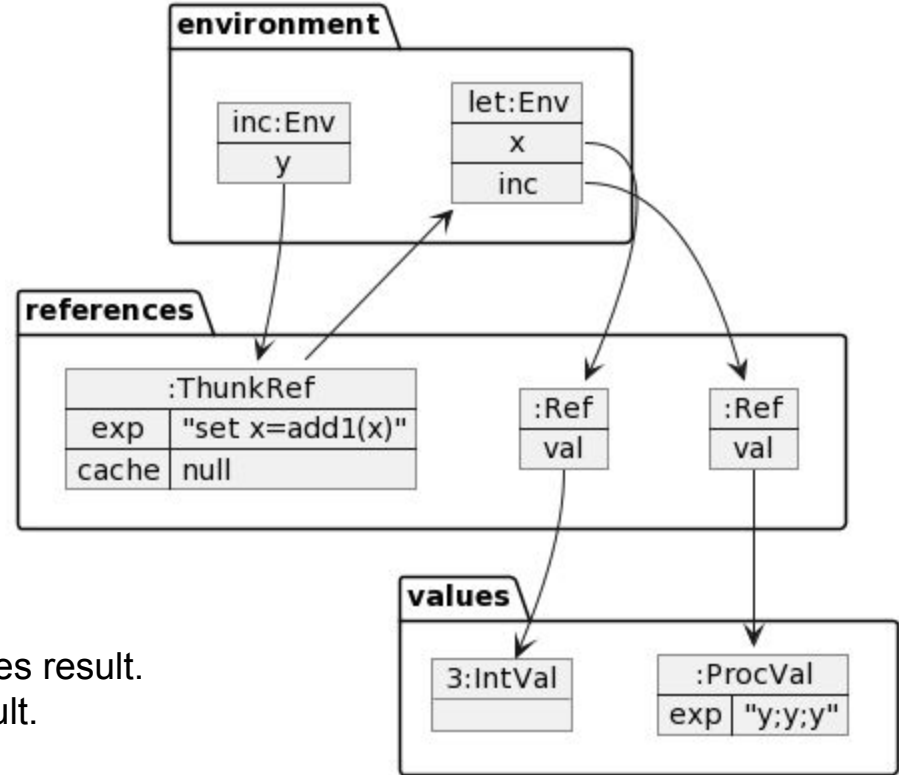 environment
inc:Env
y
let:Env
x
inc
references
:ThunkRef
exp "set x=add1(x)"
cache null
:Ref
val
:Ref
val
values
3:IntVal
:ProcVal
exp "y;y;y"
es result.
ult.